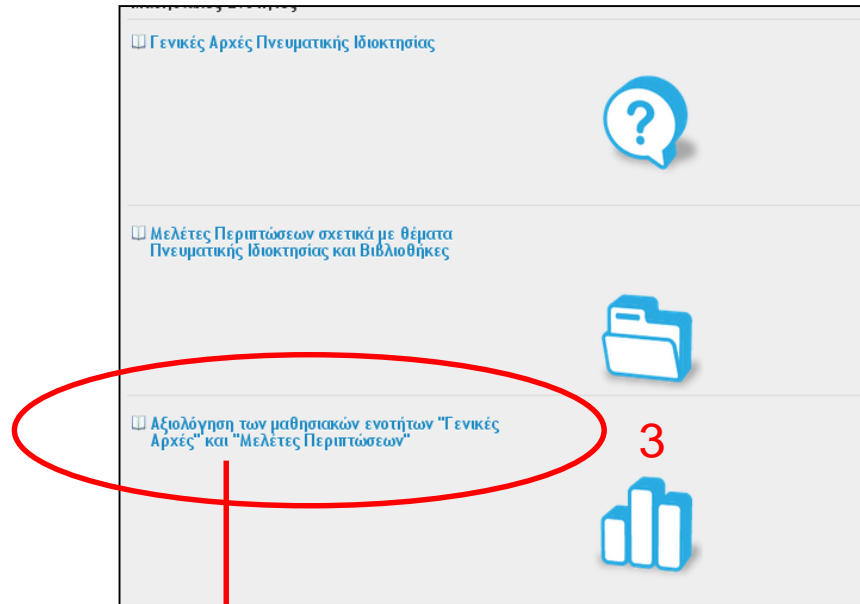 Γενικές Αρχές Πνευματικής Ιδιοκτησίας
?
Μελέτες Περιπτώσεων σχετικά με θέματα
Πνευματικής Ιδιοκτησίας και Βιβλιοθήκες
Αξιολόγηση των μαθησιακών ενοτήτων "Γενικές
Αρχές" και "Μελέτες Περιπτώσεων"
3